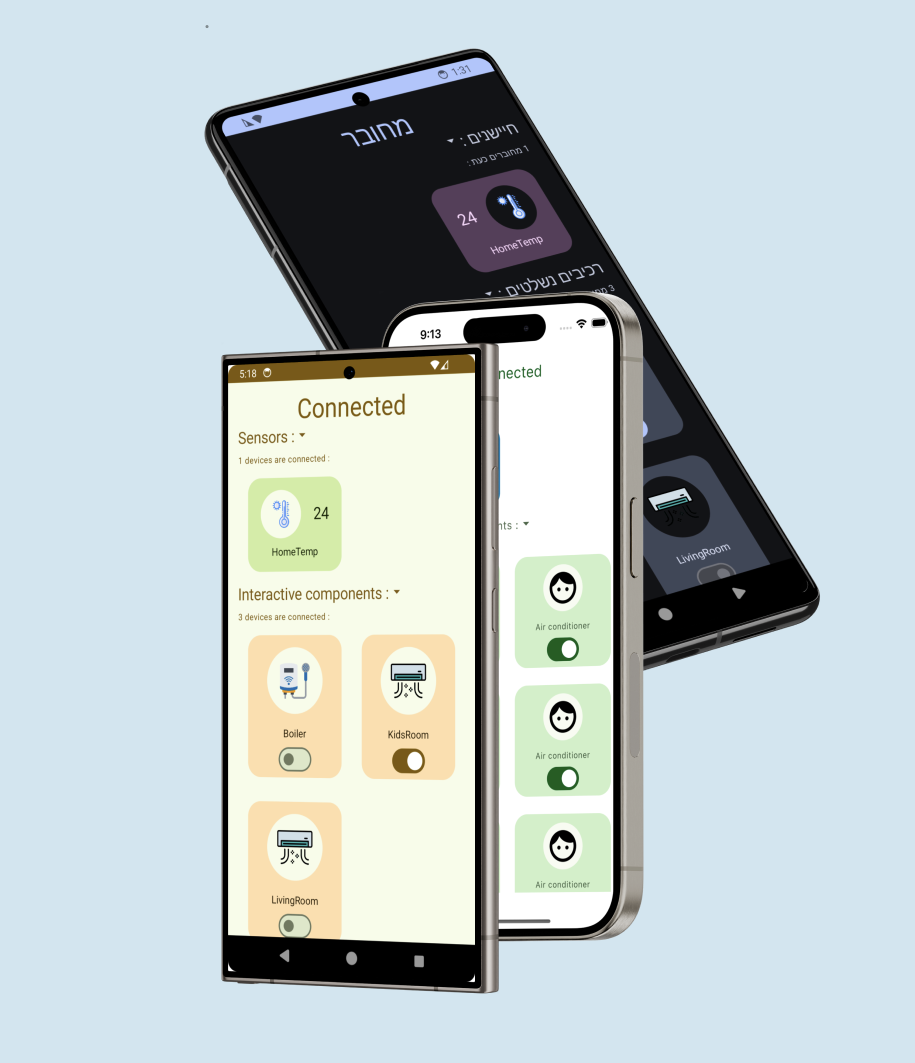 1:31
מחובר
חיישנים :
1 מחוברים כעת :
24
HomeTemp
רכיבים נשלטים :
3
LivingRoom
9:13
nected
nts :
Air conditioner
Air conditioner
Air conditioner
5:18
Connected
Sensors :
1 devices are connected :
24
HomeTemp
Interactive components :
3 devices are connected :
Boiler
KidsRoom
LivingRoom